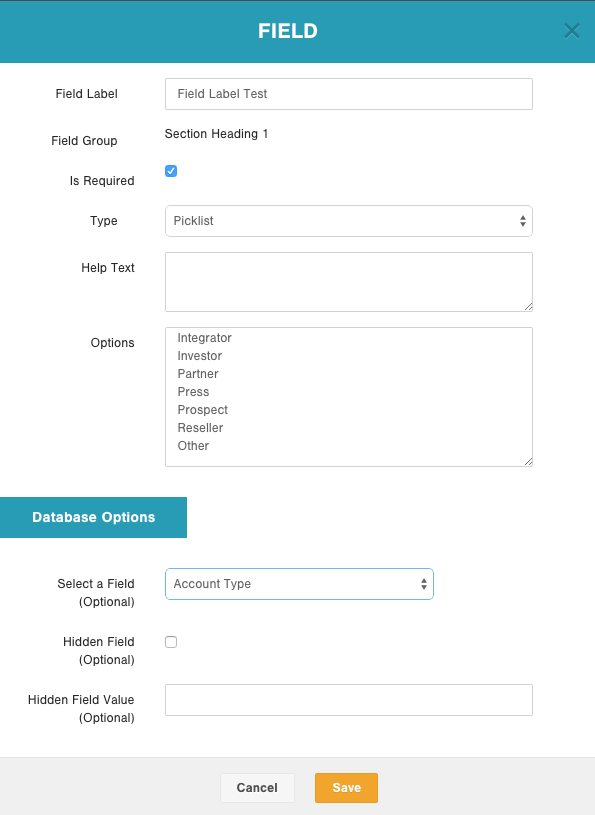 FIELD
Field Label
Field Label Test
Field Group
Section Heading 1
Is Required
Type
Picklist
Help Text
Options
Integrator
Investor
Partner
Press
Prospect
Reseller
Other
Database Options
Select a Field
(Optional)
Account Type
Hidden Field
(Optional)
Hidden Field Value
(Optional)
Cancel
Save